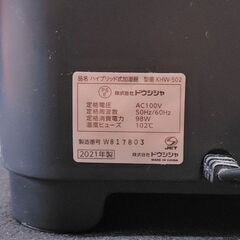 品名 ハイブリッド式加湿器 型番 KHW-502
PS E 株式会社ドウシシャ
定格電圧 AC100V
定格周波数 50Hz/60Hz
定格消費電力 98W
温度ヒューズ 102℃
製造番号 W817803
2021年製 株式会社ドウシシャ
JET
MADE IN CHINA